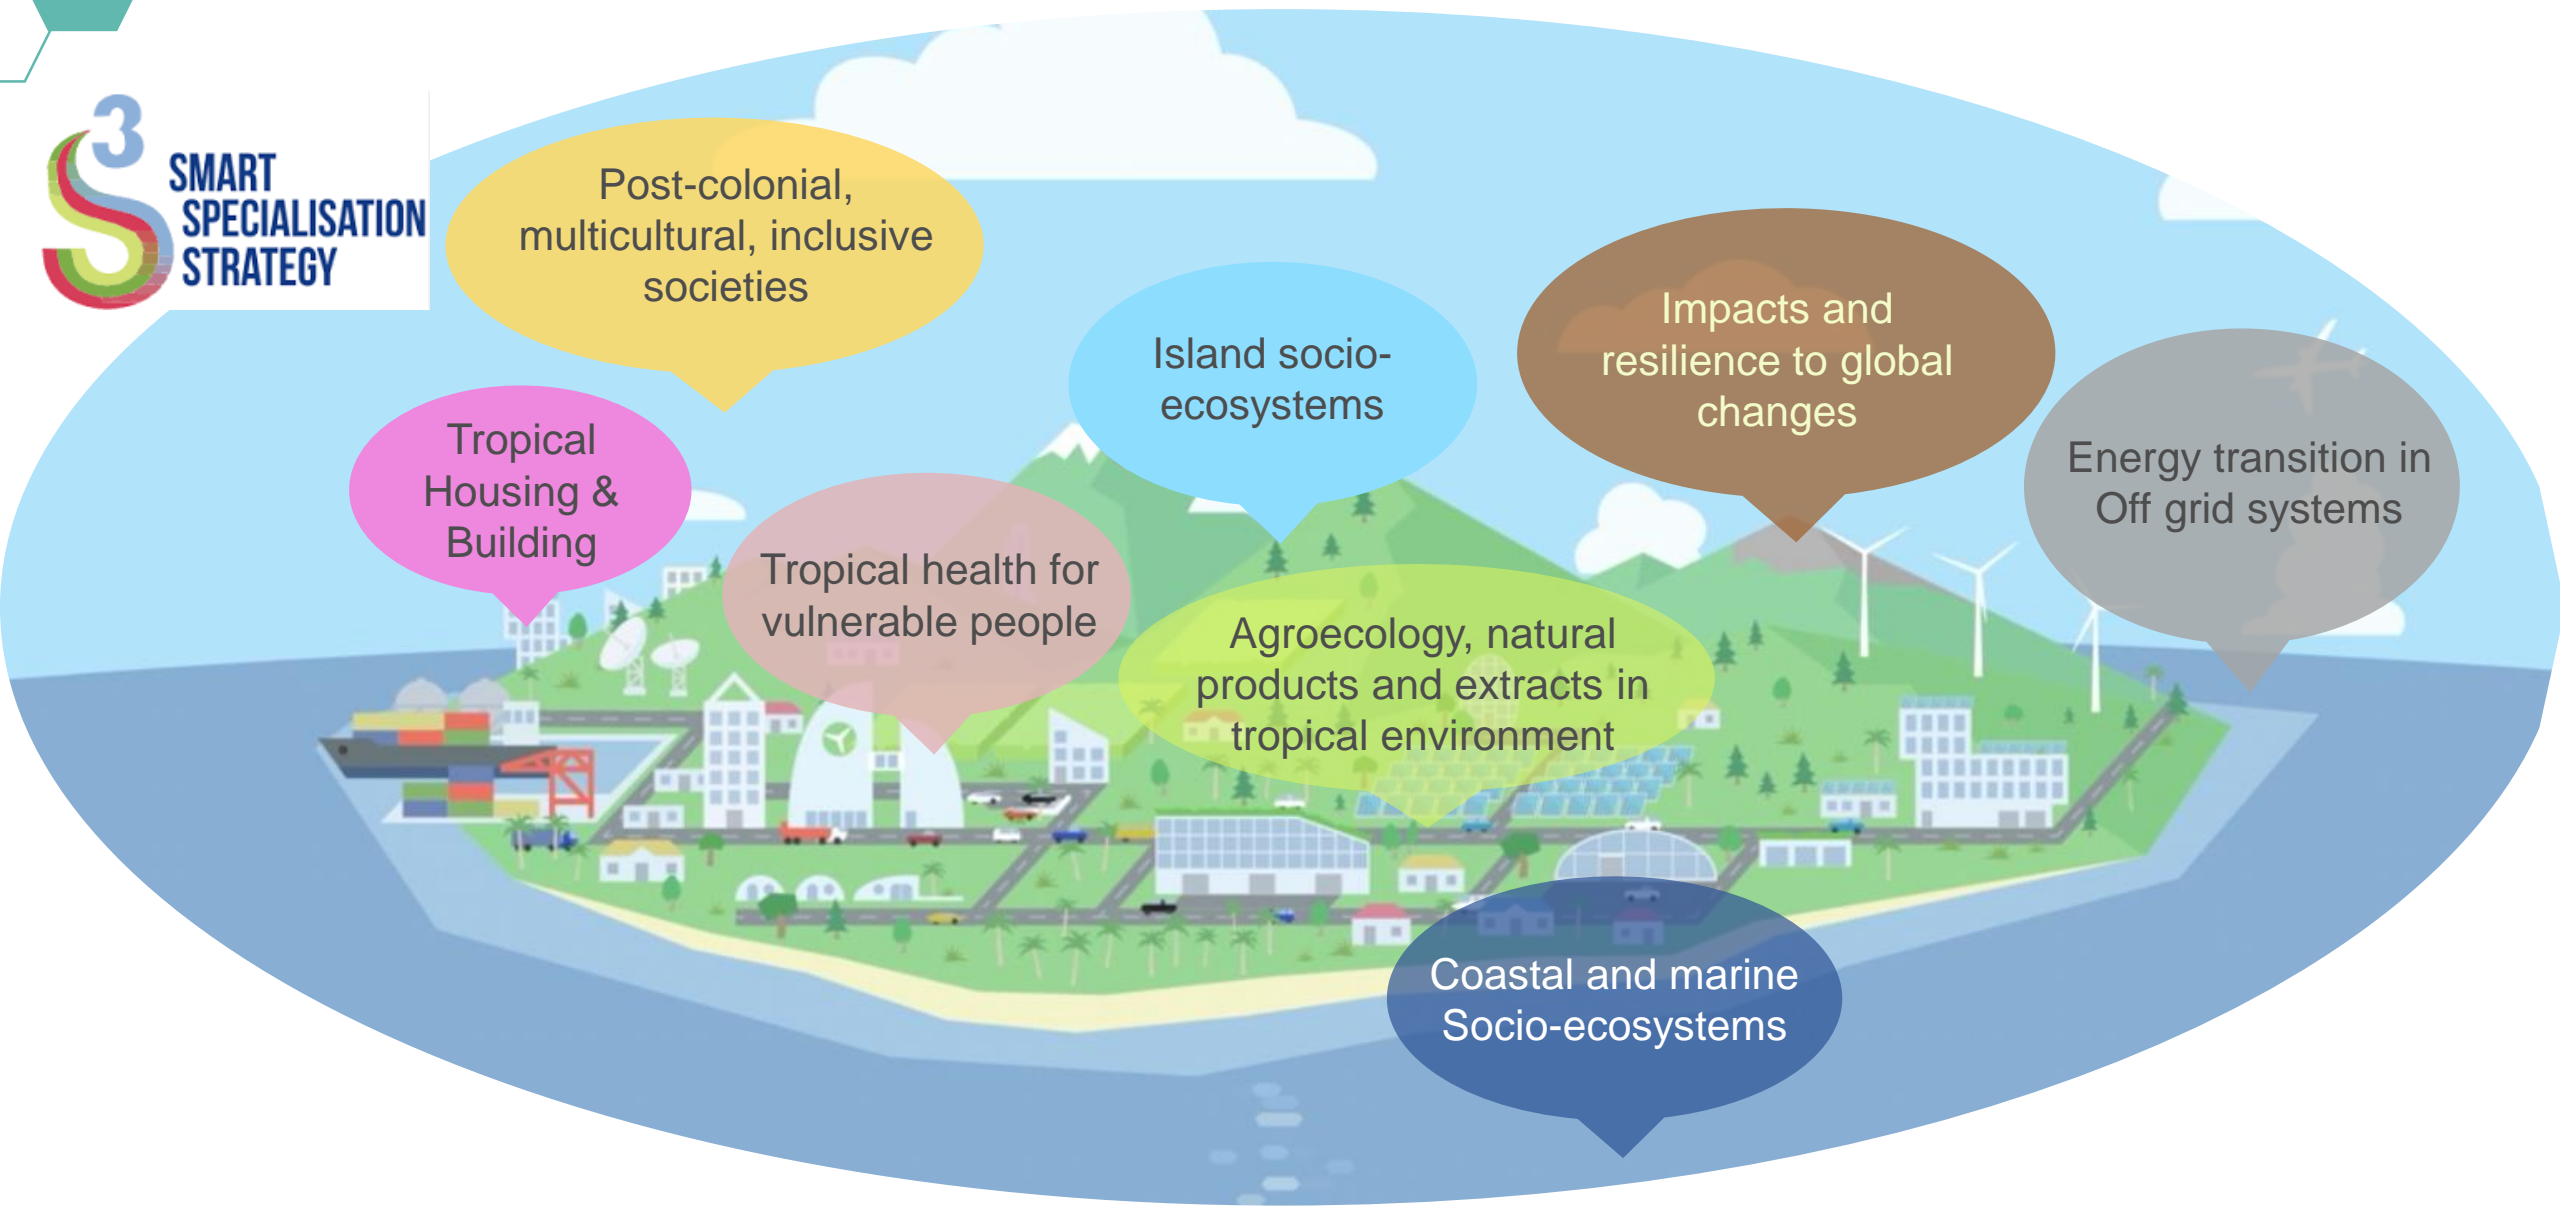 3
SMART
SPECIALISATION
STRATEGY
Post-colonial,
multicultural, inclusive
societies
Tropical
Housing &
Building
Tropical health for
vulnerable people
Island socio-
ecosystems
Agroecology, natural
products and extracts in
tropical environment
Impacts and
resilience to global
changes
Energy transition in
Off grid systems
Coastal and marine
Socio-ecosystems